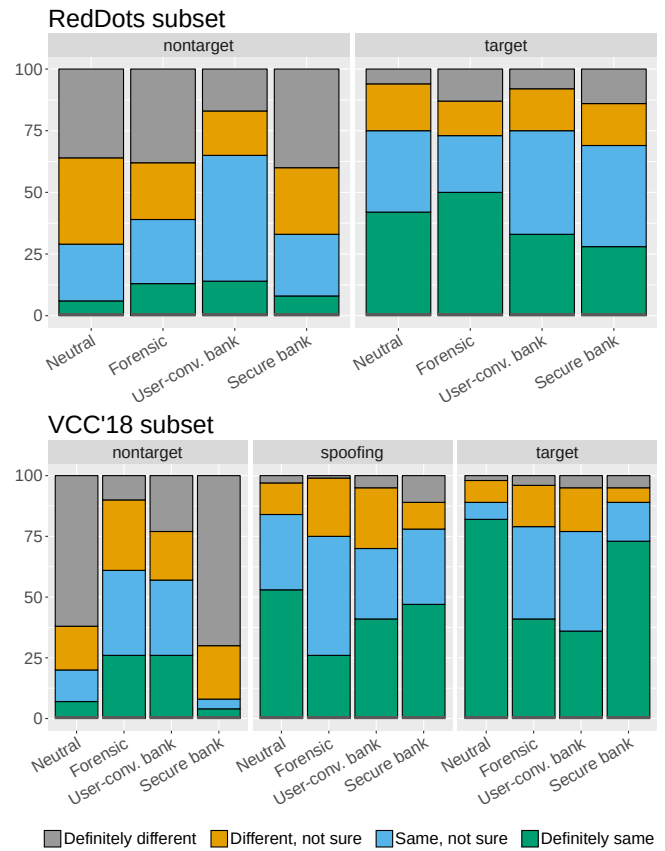 RedDots subset
nontarget target
100
75
50
25
0
Neutral Forensic User-conv. bank Secure bank Neutral Forensic User-conv. bank Secure bank
VCC'18 subset
nontarget spoofing target
100
75
50
25
0
Neutral Forensic User-conv. bank Secure bank Neutral Forensic User-conv. bank Secure bank Neutral Forensic User-conv. bank Secure bank
Definitely different Different, not sure Same, not sure Definitely same